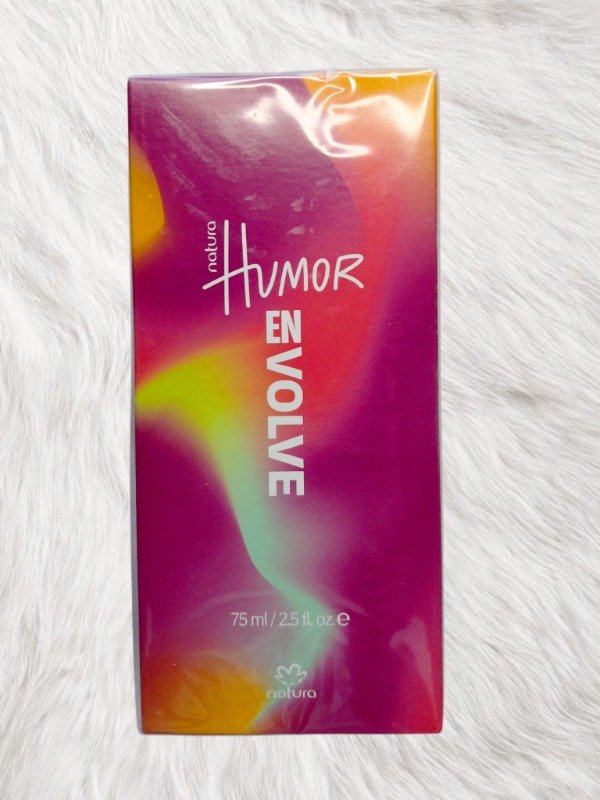 natura
HUMOR
EN
VOLVE
75 ml / 2.5 fl. oz. ℮
natura